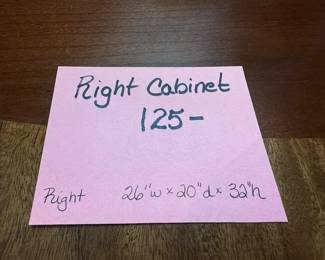 Right Cabinet
125-
Right 26"w x 20"d x 32"h